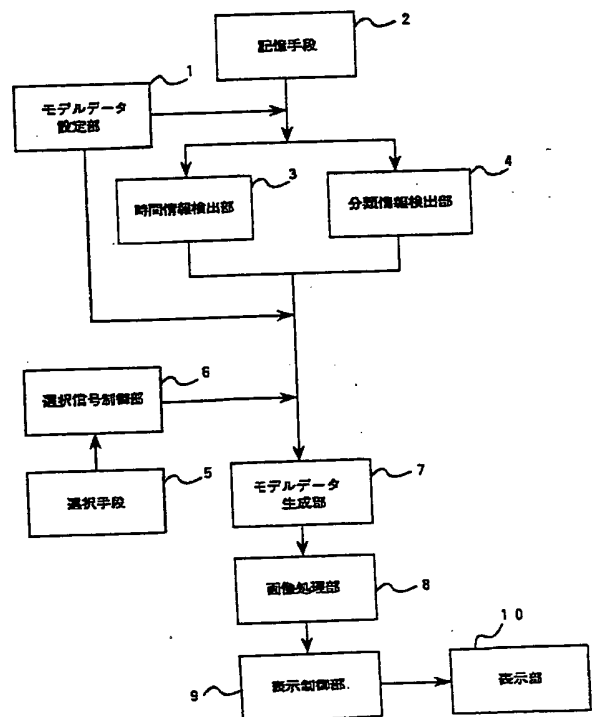 2
記憶手段
1
モデルデータ
設定部
3
時間情報検出部
4
分類情報検出部
6
選択信号制御部
5
選択手段
7
モデルデータ
生成部
画像処理部
8
10
9
表示制御部
表示部